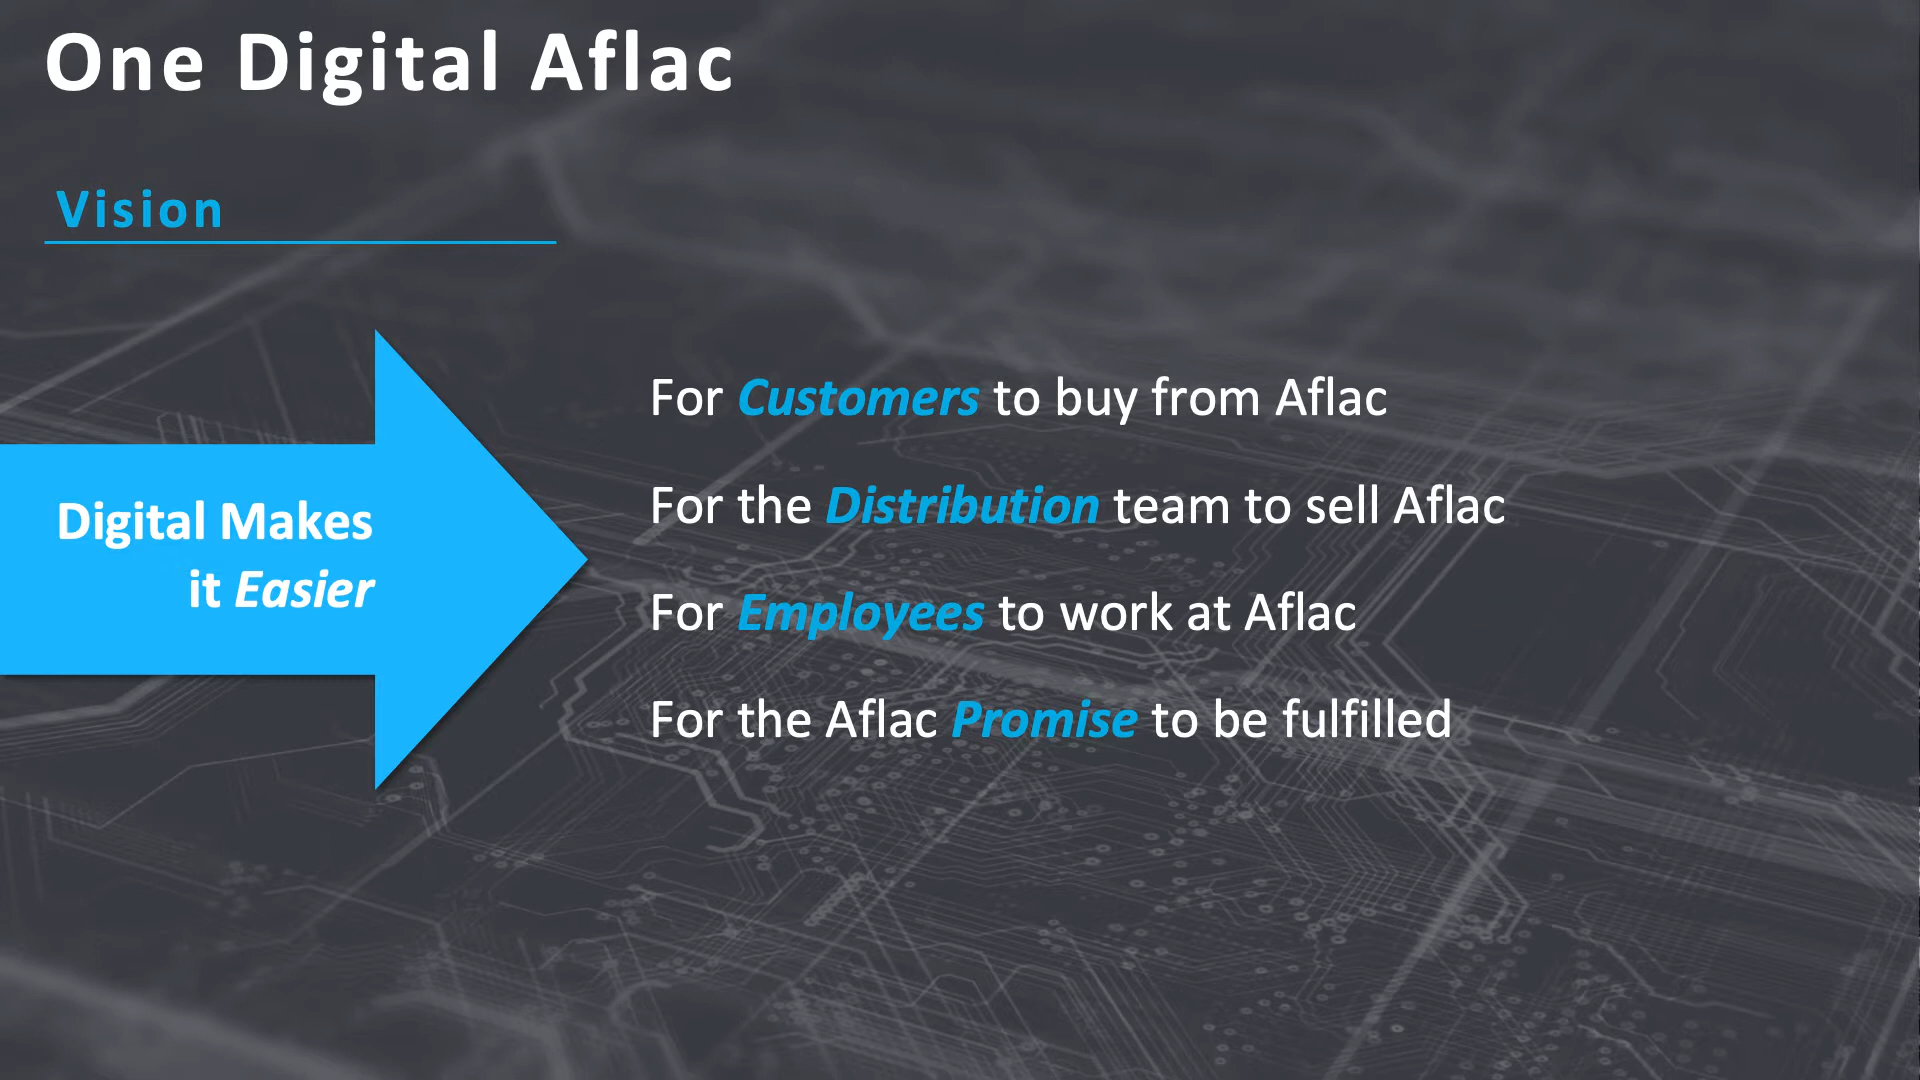 One Digital Aflac
Vision
Digital Makes
it Easier
For Customers to buy from Aflac
For the Distribution team to sell Aflac
For Employees to work at Aflac
For the Aflac Promise to be fulfilled